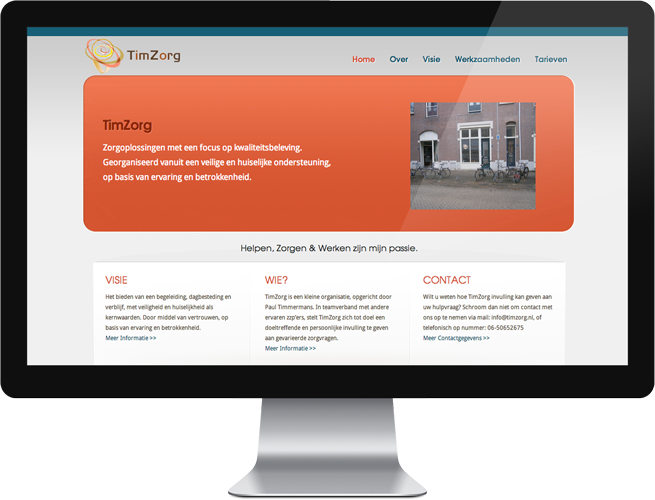 TimZorg
Home Over Visie Werkzaamheden Tarieven
TimZorg
Zorgoplossingen met een focus op kwaliteitsbeleving.
Georganiseerd vanuit een veilige en huiselijke ondersteuning,
op basis van ervaring en betrokkenheid.
Helpen, Zorgen & Werken zijn mijn passie.
VISIE
Het bieden van een begeleiding, dagbesteding en
verblijf, met veiligheid en huiselijkheid als
kernwaarden. Door middel van vertrouwen, op
basis van ervaring en betrokkenheid.
Meer Informatie >>
WIE?
TimZorg is een kleine organisatie, opgericht door
Paul Timmermans. In teamverband met andere
ervaren zzp'ers, stelt TimZorg zich tot doel een
doeltreffende en persoonlijke invulling te geven
aan gevarieerde zorgvragen.
Meer Informatie >>
CONTACT
Wilt u weten hoe TimZorg invulling kan geven aan
uw hulpvraag? Schroom dan niet om contact met
ons op te nemen via mail: info@timzorg.nl, of
telefonisch op nummer: 06-50652675
Meer Contactgegevens >>